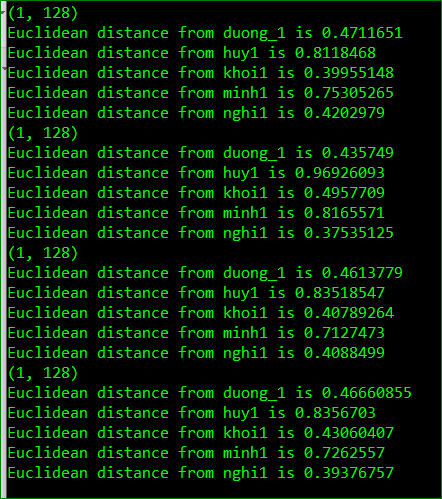 (1, 128)
Euclidean distance from duong_1 is 0.4711651
Euclidean distance from huy1 is 0.8118468
Euclidean distance from khoi1 is 0.39955148
Euclidean distance from minh1 is 0.75305265
Euclidean distance from nghi1 is 0.4202979
(1, 128)
Euclidean distance from duong_1 is 0.435749
Euclidean distance from huy1 is 0.96926093
Euclidean distance from khoi1 is 0.4957709
Euclidean distance from minh1 is 0.8165571
Euclidean distance from nghi1 is 0.37535125
(1, 128)
Euclidean distance from duong_1 is 0.4613779
Euclidean distance from huy1 is 0.83518547
Euclidean distance from khoi1 is 0.40789264
Euclidean distance from minh1 is 0.7127473
Euclidean distance from nghi1 is 0.4088499
(1, 128)
Euclidean distance from duong_1 is 0.46660855
Euclidean distance from huy1 is 0.8356703
Euclidean distance from khoi1 is 0.43060407
Euclidean distance from minh1 is 0.7262557
Euclidean distance from nghi1 is 0.39376757